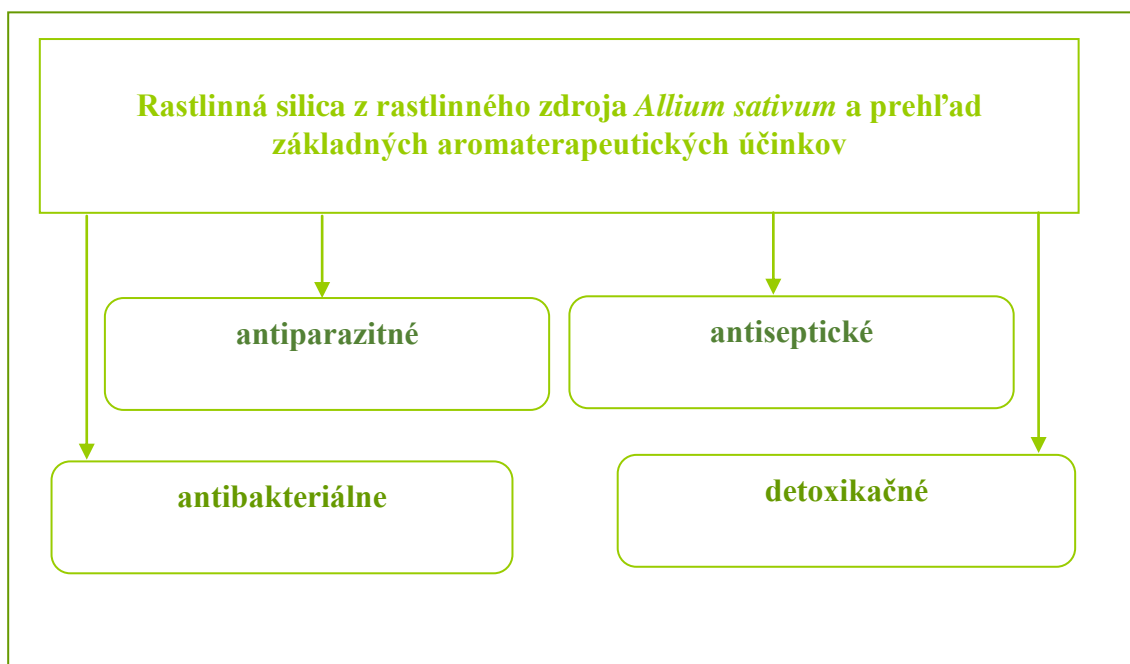 Rastlinná silica z rastlinného zdroja Allium sativum a prehľad
základných aromaterapeutických účinkov
antiparazitné
antiseptické
antibakteriálne
detoxikačné